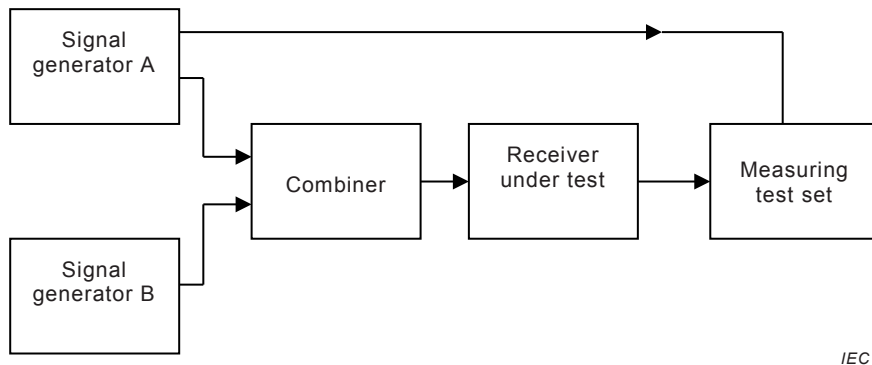 Signal
generator A
Combiner
Receiver
under test
Measuring
test set
Signal
generator B
IEC